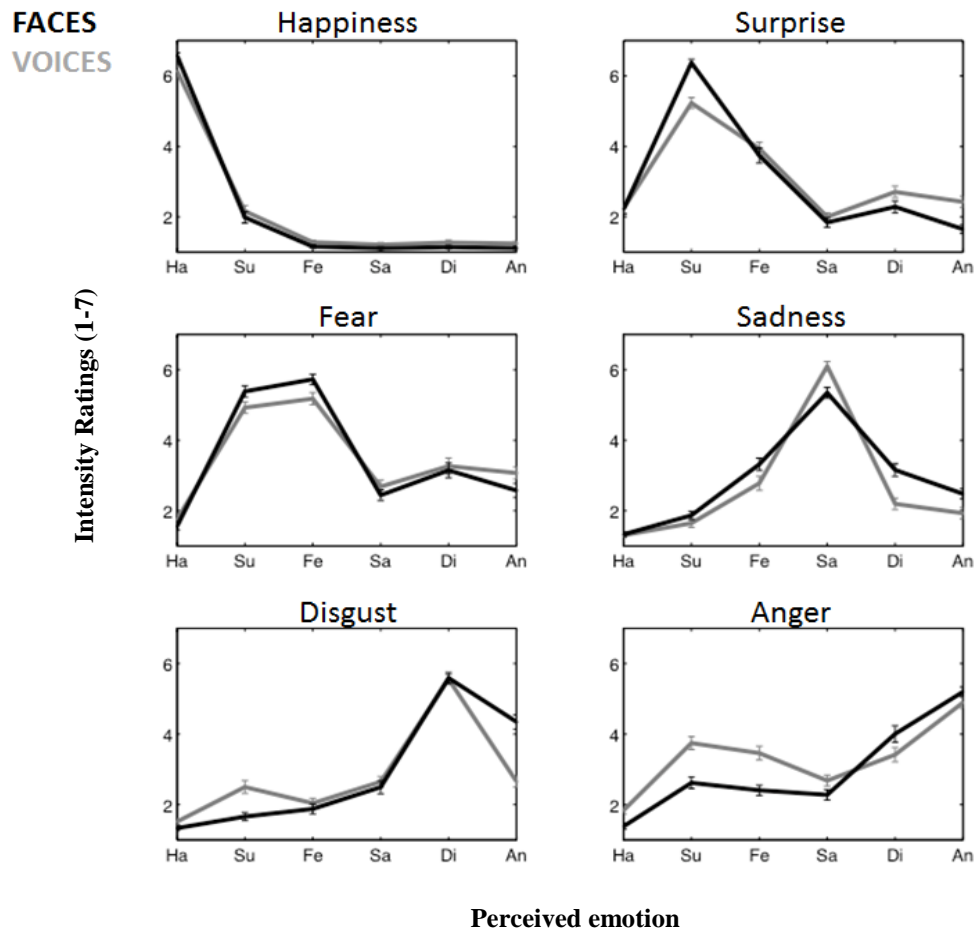 FACES
VOICES
Happiness
6
4
2
Ha Su Fe Sa Di An
Surprise
6
4
2
Ha Su Fe Sa Di An
Intensity Ratings (1-7)
Fear
6
4
2
Ha Su Fe Sa Di An
Sadness
6
4
2
Ha Su Fe Sa Di An
Disgust
6
4
2
Ha Su Fe Sa Di An
Anger
6
4
2
Ha Su Fe Sa Di An
Perceived emotion